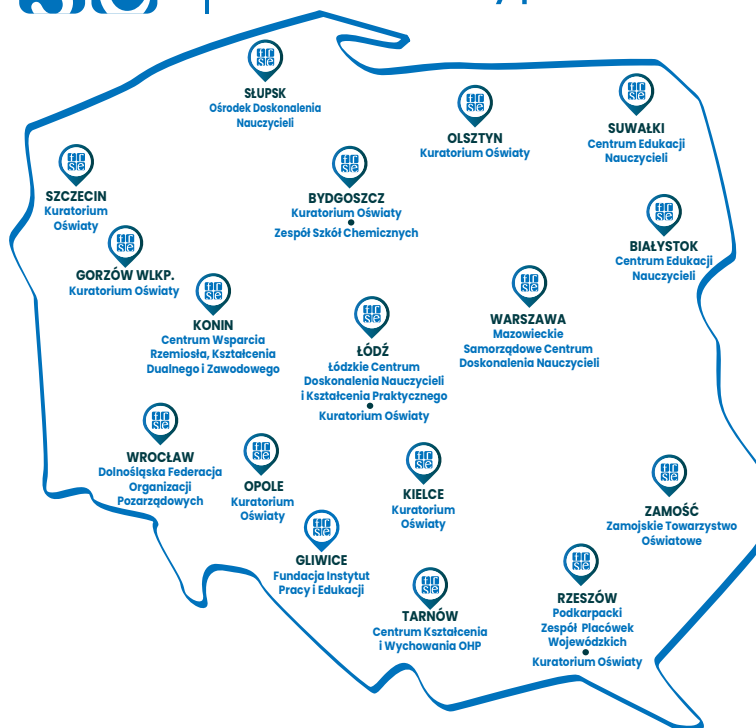 SŁUPSK
Ośrodek Doskonalenia
Nauczycieli
OLSZTYN
Kuratorium Oświaty
SUWAŁKI
Centrum Edukacji
Nauczycieli
SZCZECIN
Kuratorium
Oświaty
BYDGOSZCZ
Kuratorium Oświaty
Zespół Szkół Chemicznych
BIAŁYSTOK
Centrum Edukacji
Nauczycieli
GORZÓW WLKP.
Kuratorium Oświaty
KONIN
Centrum Wsparcia
Rzemiosła, Kształcenia
Dualnego i Zawodowego
ŁÓDŹ
Łódzkie Centrum
Doskonalenia Nauczycieli
i Kształcenia Praktycznego
Kuratorium Oświaty
WARSZAWA
Mazowieckie
Samorządowe Centrum
Doskonalenia Nauczycieli
WROCŁAW
Dolnośląska Federacja
Organizacji
Pozarządowych
OPOLE
Kuratorium
Oświaty
KIELCE
Kuratorium
Oświaty
ZAMOŚĆ
Zamojskie Towarzystwo
Oświatowe
GLIWICE
Fundacja Instytut
Pracy i Edukacji
TARNÓW
Centrum Kształcenia
i Wychowania OHP
RZESZÓW
Podkarpacki
Zespół Placówek
Wojewódzkich
Kuratorium Oświaty